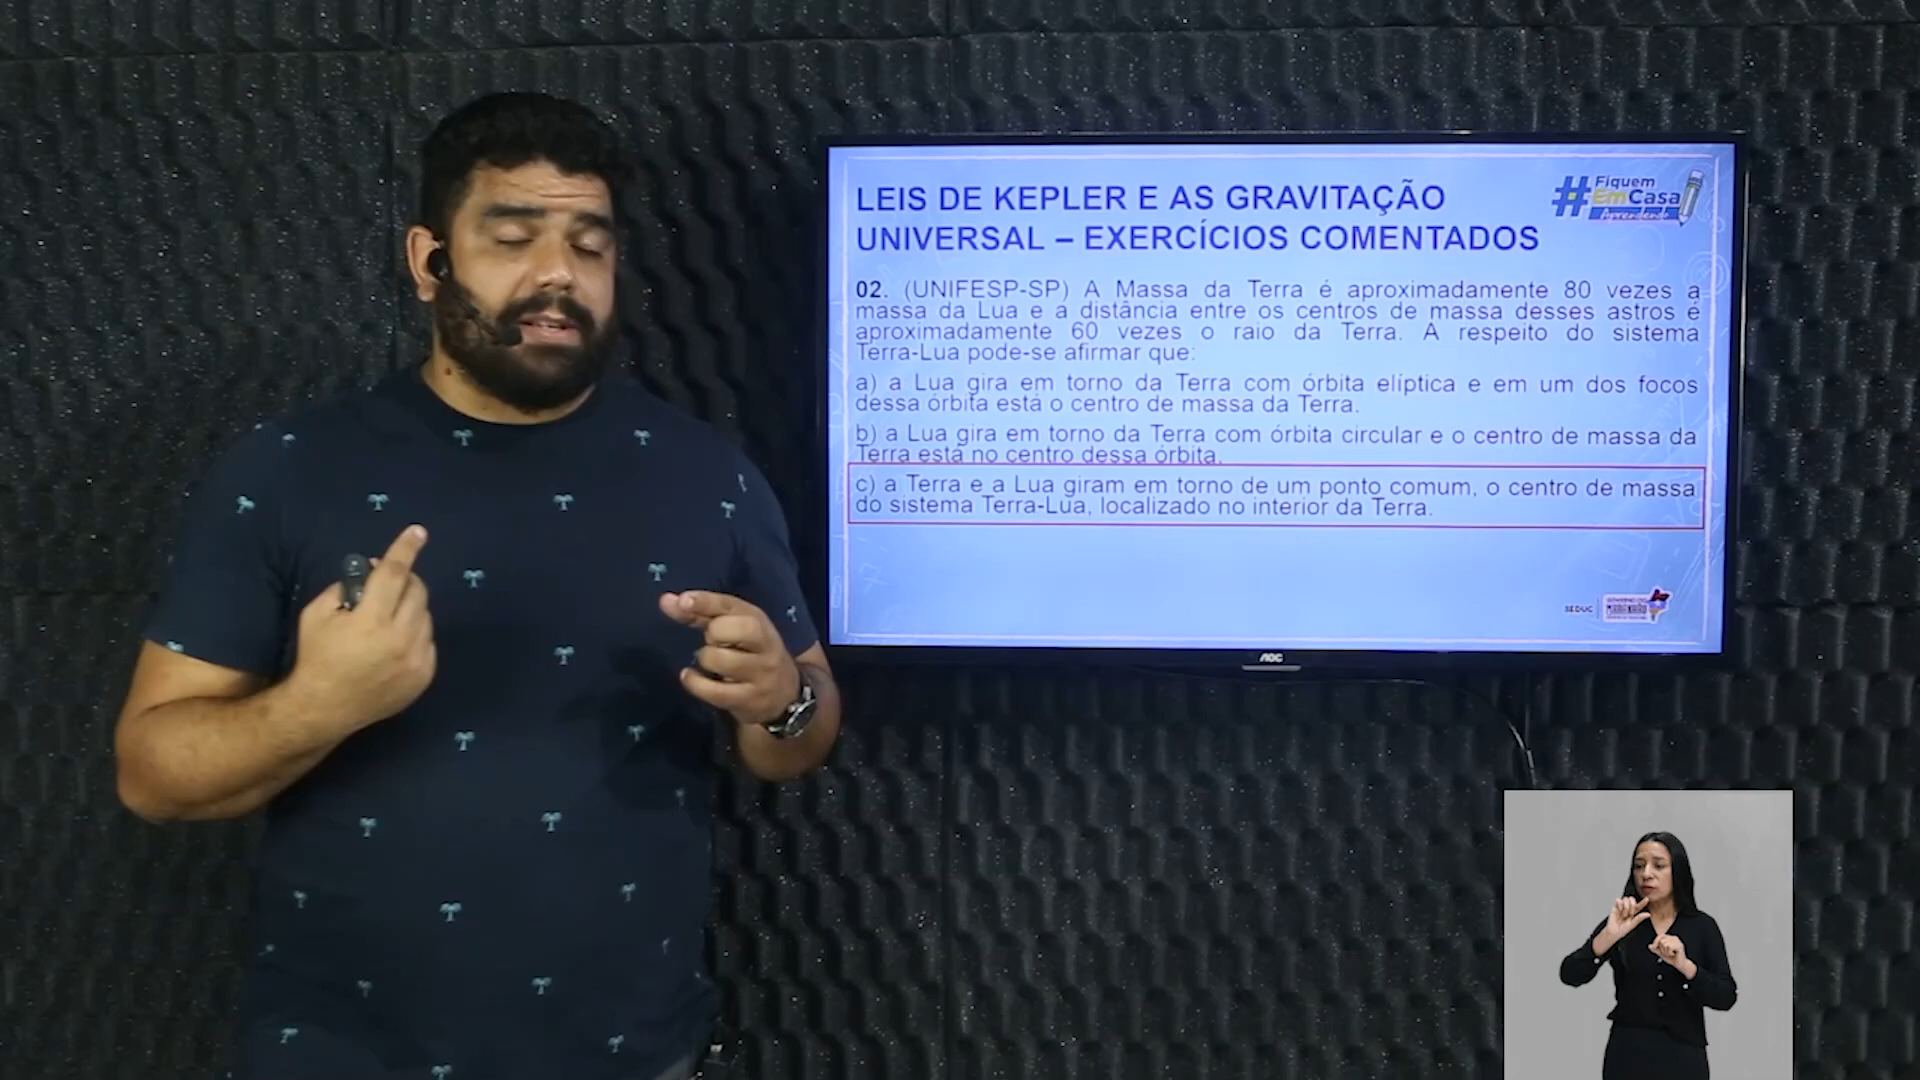 LEIS DE KEPLER E AS GRAVITAÇÃO
UNIVERSAL – EXERCÍCIOS COMENTADOS
#Fiquem
EmCasa
Aprendendo
02. (UNIFESP-SP) A Massa da Terra é aproximadamente 80 vezes a
massa da Lua e a distância entre os centros de massa desses astros é
aproximadamente 60 vezes o raio da Terra. A respeito do sistema
Terra-Lua pode-se afirmar que:
a) a Lua gira em torno da Terra com órbita elíptica e em um dos focos
dessa órbita está o centro de massa da Terra.
b) a Lua gira em torno da Terra com órbita circular e o centro de massa da
Terra está no centro dessa órbita.
c) a Terra e a Lua giram em torno de um ponto comum, o centro de massa
do sistema Terra-Lua, localizado no interior da Terra.
SEDUC
AOC